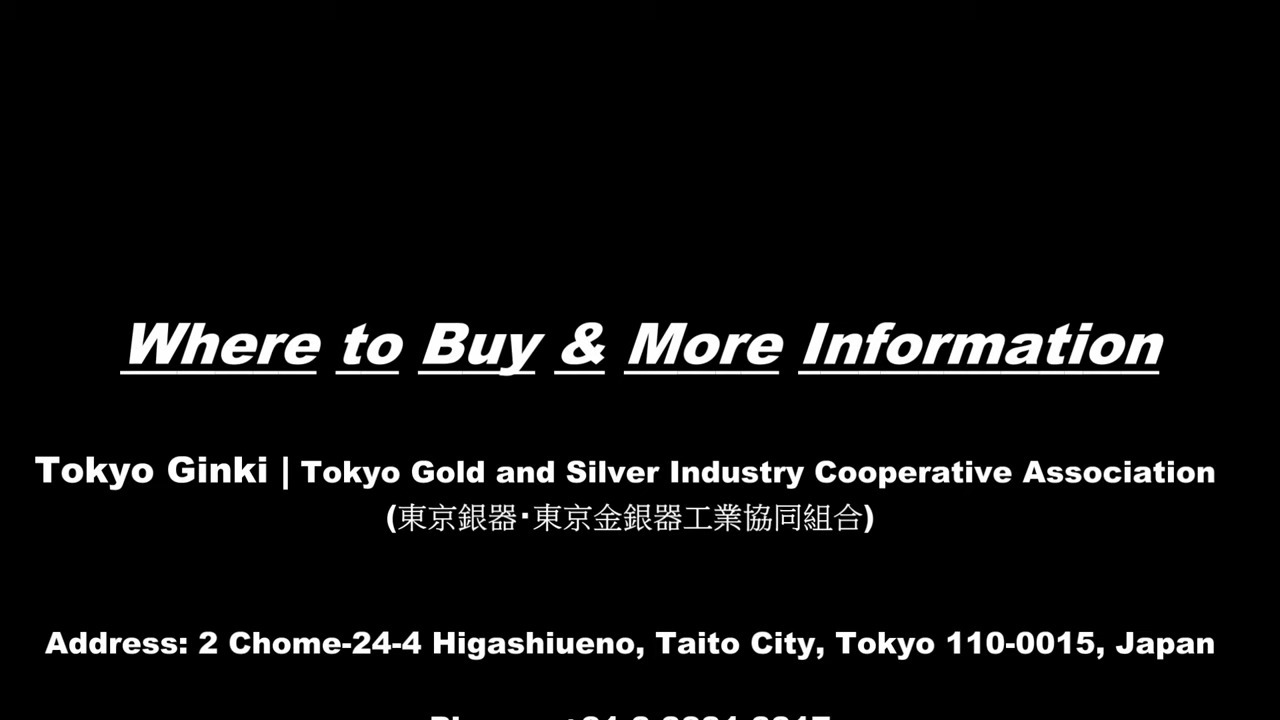 Where to Buy & More Information
Tokyo Ginki | Tokyo Gold and Silver Industry Cooperative Association
(東京銀器・東京金銀器工業協同組合)
Address: 2 Chome-24-4 Higashiueno, Taito City, Tokyo 110-0015, Japan